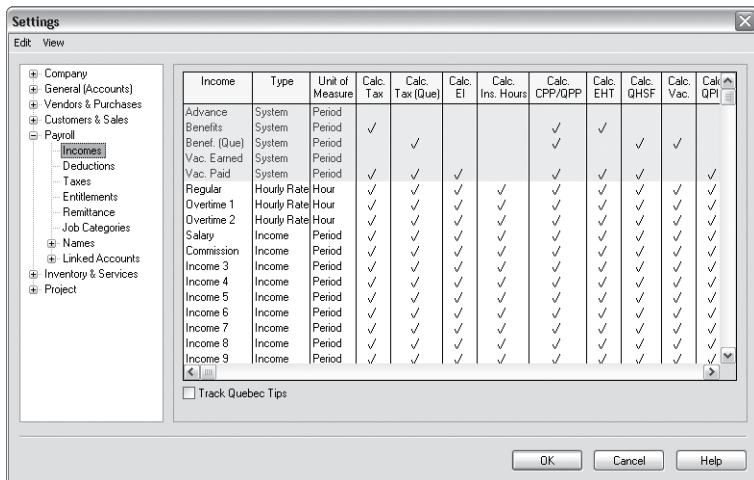 Settings
Edit View
Company
General (Accounts)
Vendors & Purchases
Customers & Sales
Payroll
Incomes
Deductions
Taxes
Entitlements
Remittance
Job Categories
Names
Linked Accounts
Inventory & Services
Project
Income Type Unit of Measure Calc. Tax Calc. Tax (Que) Calc. EI Calc. Ins. Hours Calc. CPP/QPP Calc. EHT Calc. QHSF Calc. Vac. Calc QPI
Advance System Period
Benefits System Period ✓ ✓ ✓
Benef. (Que) System Period ✓ ✓ ✓ ✓
Vac. Earned System Period
Vac. Paid System Period ✓ ✓ ✓ ✓ ✓ ✓ ✓
Regular Hourly Rate Hour ✓ ✓ ✓ ✓ ✓ ✓ ✓ ✓ ✓
Overtime 1 Hourly Rate Hour ✓ ✓ ✓ ✓ ✓ ✓ ✓ ✓ ✓
Overtime 2 Hourly Rate Hour ✓ ✓ ✓ ✓ ✓ ✓ ✓ ✓ ✓
Salary Income Period ✓ ✓ ✓ ✓ ✓ ✓ ✓ ✓ ✓
Commission Income Period ✓ ✓ ✓ ✓ ✓ ✓ ✓ ✓ ✓
Income 3 Income Period ✓ ✓ ✓ ✓ ✓ ✓ ✓ ✓ ✓
Income 4 Income Period ✓ ✓ ✓ ✓ ✓ ✓ ✓ ✓ ✓
Income 5 Income Period ✓ ✓ ✓ ✓ ✓ ✓ ✓ ✓ ✓
Income 6 Income Period ✓ ✓ ✓ ✓ ✓ ✓ ✓ ✓ ✓
Income 7 Income Period ✓ ✓ ✓ ✓ ✓ ✓ ✓ ✓ ✓
Income 8 Income Period ✓ ✓ ✓ ✓ ✓ ✓ ✓ ✓ ✓
Income 9 Income Period ✓ ✓ ✓ ✓ ✓ ✓ ✓ ✓ ✓
Track Quebec Tips
OK Cancel Help